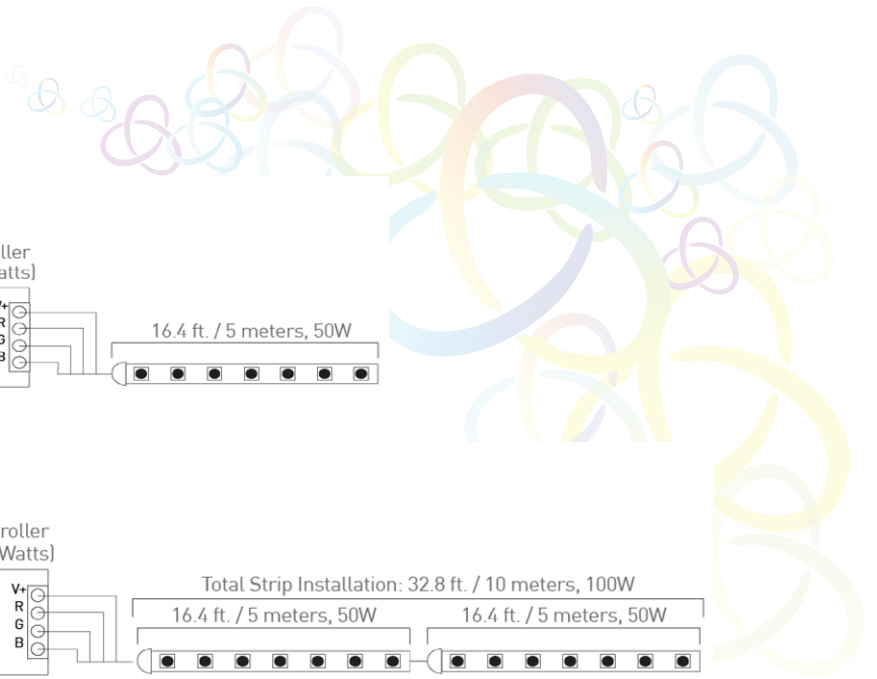 ller
atts)
V+
R
G
B
16.4 ft. / 5 meters, 50W
roller
Watts)
Total Strip Installation: 32.8 ft. / 10 meters, 100W
16.4 ft. / 5 meters, 50W 16.4 ft. / 5 meters, 50W
V+
R
G
B